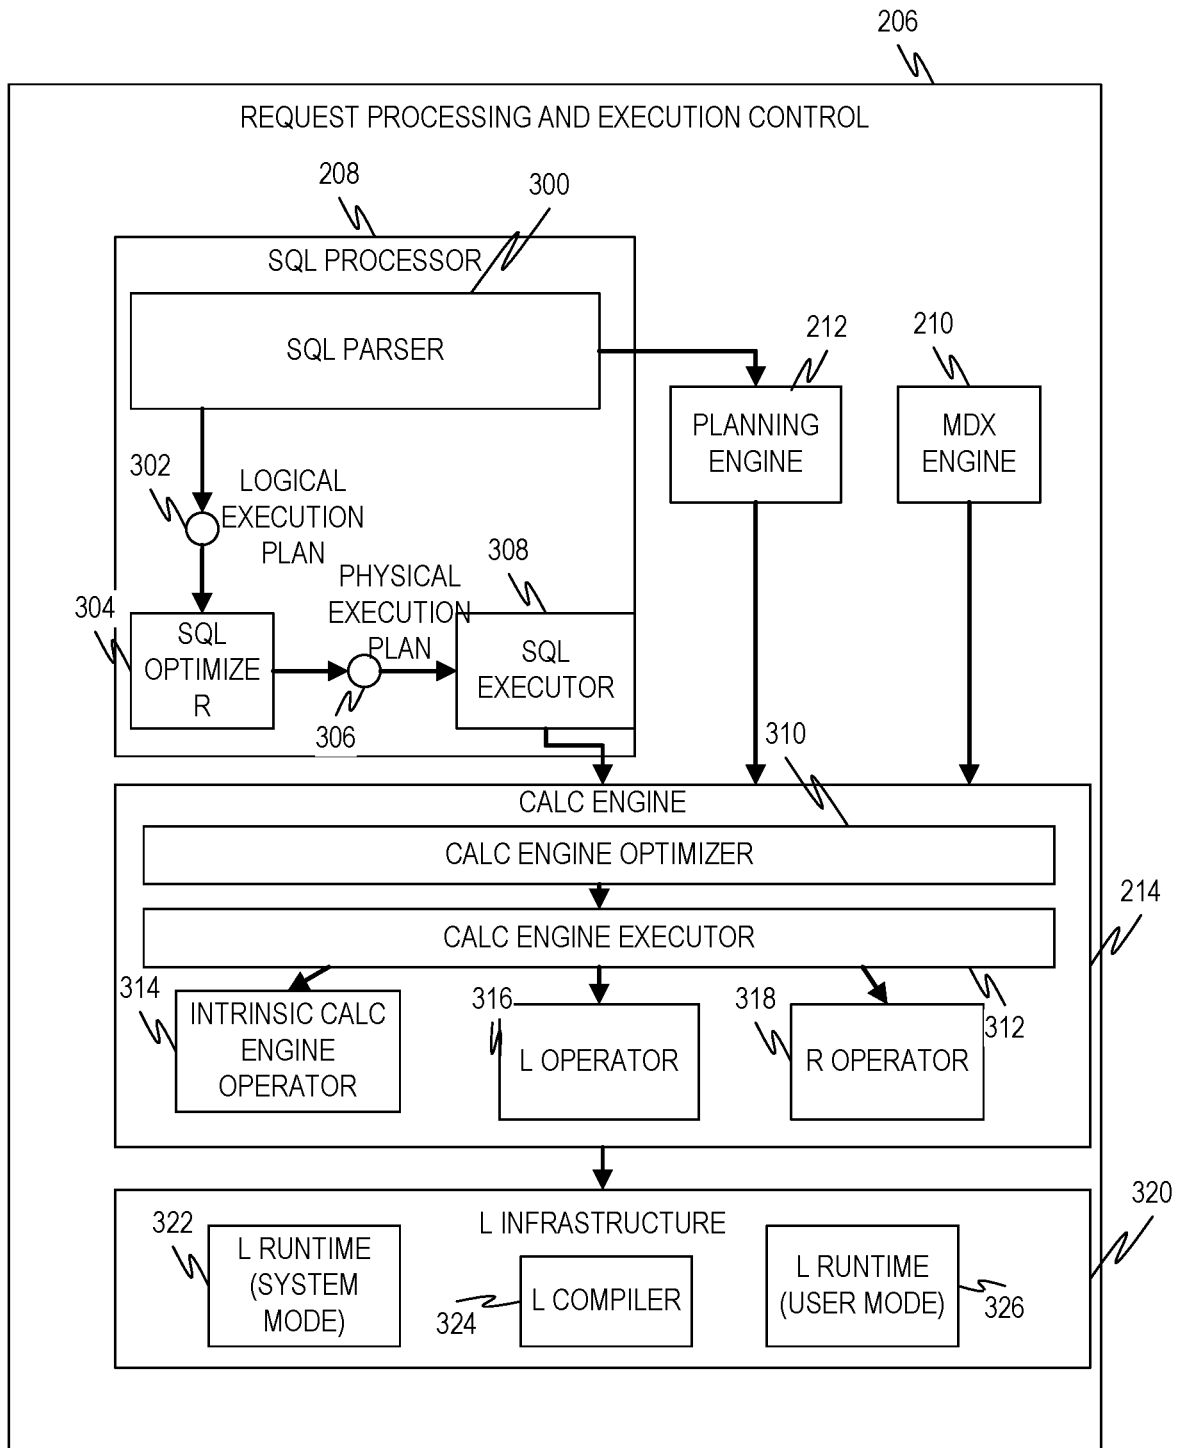 206
REQUEST PROCESSING AND EXECUTION CONTROL
208
300
SQL PROCESSOR
SQL PARSER
212
210
PLANNING
ENGINE
MDX
ENGINE
302
LOGICAL
EXECUTION
PLAN
304
SQL
OPTIMIZE
R
PHYSICAL
EXECUTION
PLAN
306
308
SQL
EXECUTOR
310
CALC ENGINE
CALC ENGINE OPTIMIZER
214
CALC ENGINE EXECUTOR
312
314
INTRINSIC CALC
ENGINE
OPERATOR
316
L OPERATOR
318
R OPERATOR
320
L INFRASTRUCTURE
322
L RUNTIME
(SYSTEM
MODE)
324
L COMPILER
L RUNTIME
(USER MODE)
326